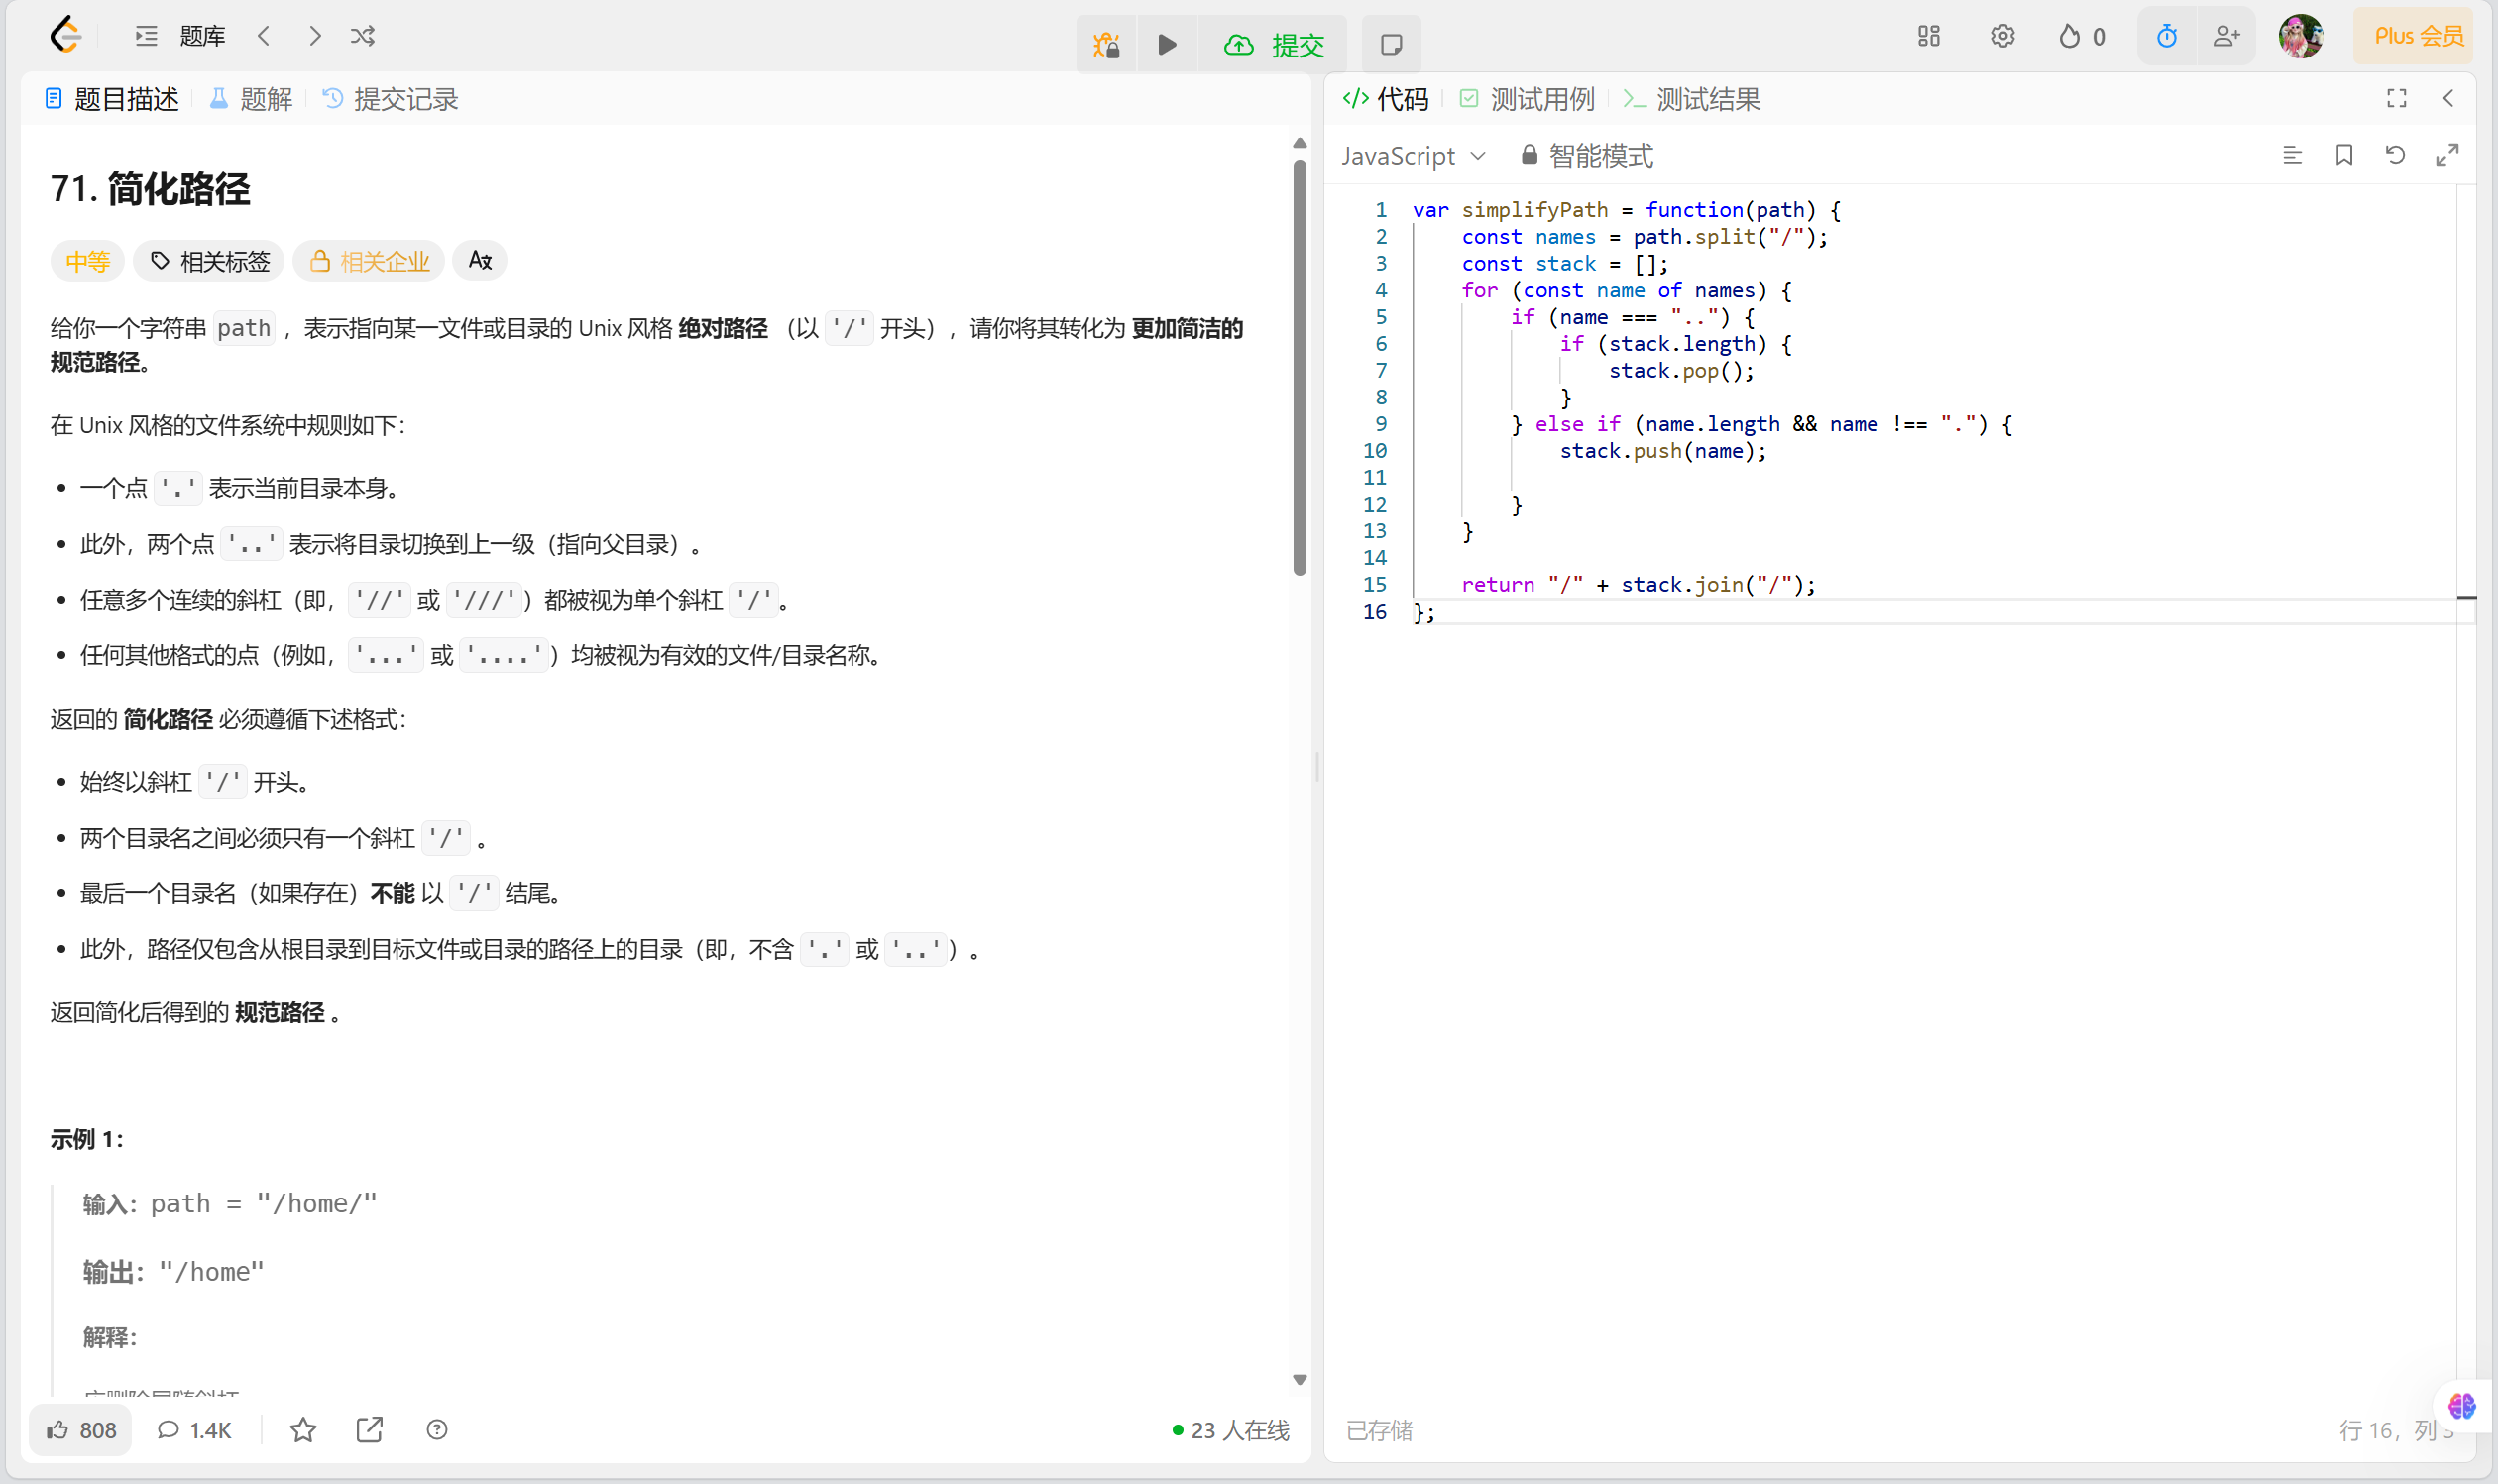 题库
提交
0
Plus 会员
题目描述
题解
提交记录
71. 简化路径
中等
相关标签
相关企业
给你一个字符串 path ，表示指向某一文件或目录的 Unix 风格 绝对路径 （以 '/' 开头），请你将其转化为 更加简洁的
规范路径。
在 Unix 风格的文件系统中规则如下：
一个点 '.' 表示当前目录本身。
此外，两个点 '..' 表示将目录切换到上一级（指向父目录）。
任意多个连续的斜杠（即，'//' 或 '///'）都被视为单个斜杠 '/'。
任何其他格式的点（例如，'...' 或 '....'）均被视为有效的文件/目录名称。
返回的 简化路径 必须遵循下述格式：
始终以斜杠 '/' 开头。
两个目录名之间必须只有一个斜杠 '/' 。
最后一个目录名（如果存在）不能 以 '/' 结尾。
此外，路径仅包含从根目录到目标文件或目录的路径上的目录（即，不含 '.' 或 '..'）。
返回简化后得到的 规范路径 。
示例 1：
输入：path = "/home/"
输出："/home"
解释：
808
1.4K
23 人在线
代码
测试用例
测试结果
JavaScript
智能模式
1 var simplifyPath = function(path) {
2     const names = path.split("/");
3     const stack = [];
4     for (const name of names) {
5         if (name === "..") {
6             if (stack.length) {
7                 stack.pop();
8             }
9         } else if (name.length && name !== ".") {
10             stack.push(name);
11
12         }
13     }
14
15     return "/" + stack.join("/");
16 };
已存储
行 16，列